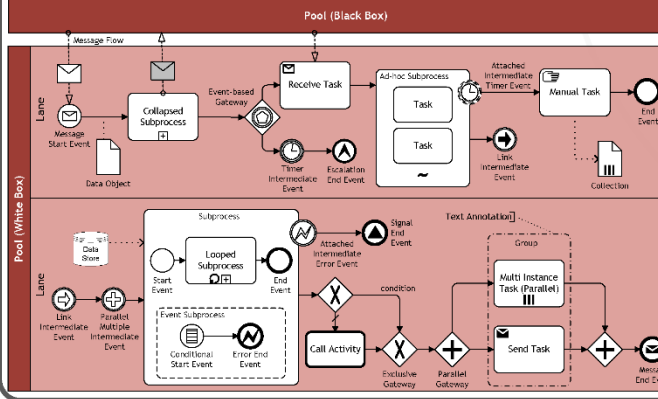 Pool (Black Box)
Message Flow
Pool (White Box)
Lane
Message
Start Event
Collapsed
Subprocess
Data Object
Event-based
Gateway
Receive Task
Timer
Intermediate
Event
Escalation
End Event
Ad-hoc Subprocess
Task
Task
Attached
Intermediate
Timer Event
Manual Task
End
Event
Link
Intermediate
Event
Collection
Lane
Data
Store
Link
Intermediate
Event
Parallel
Multiple
Intermediate
Event
Subprocess
Start
Event
Looped
Subprocess
End
Event
Event Subprocess
Conditional
Start Event
Error End
Event
Attached
Intermediate
Error Event
Signal
End
Event
condition
Call Activity
Exclusive
Gateway
Parallel
Gateway
Text Annotation
Group
Multi Instance
Task (Parallel)
Send Task
Messa
End Ev